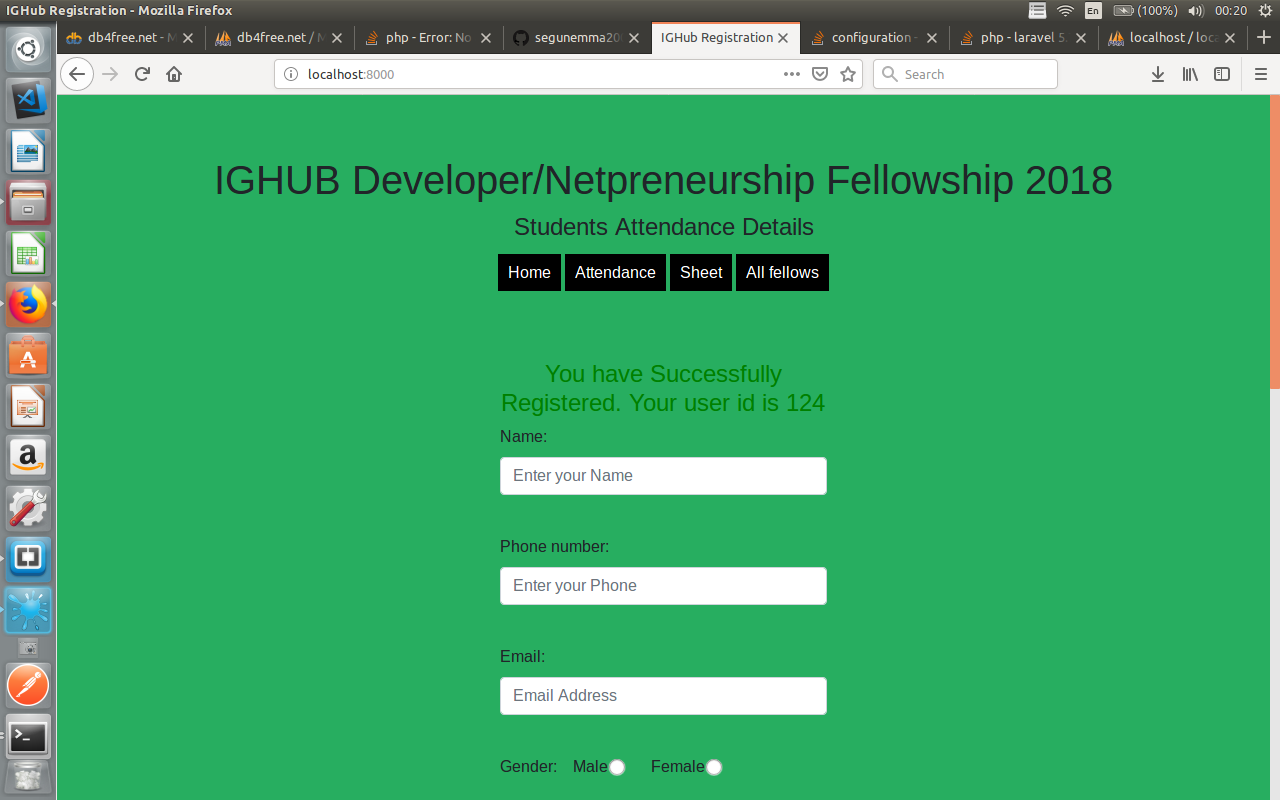 IGHub Registration - Mozilla Firefox
En (100%) 00:20
db4free.net - M
db4free.net / M
php - Error: No
segunemma20
IGHub Registration
configuration -
php - laravel 5.
localhost / loc
localhost:8000
Search
IGHUB Developer/Netpreneurship Fellowship 2018
Students Attendance Details
Home Attendance Sheet All fellows
You have Successfully
Registered. Your user id is 124
Name:
Enter your Name
Phone number:
Enter your Phone
Email:
Email Address
Gender: Male Female